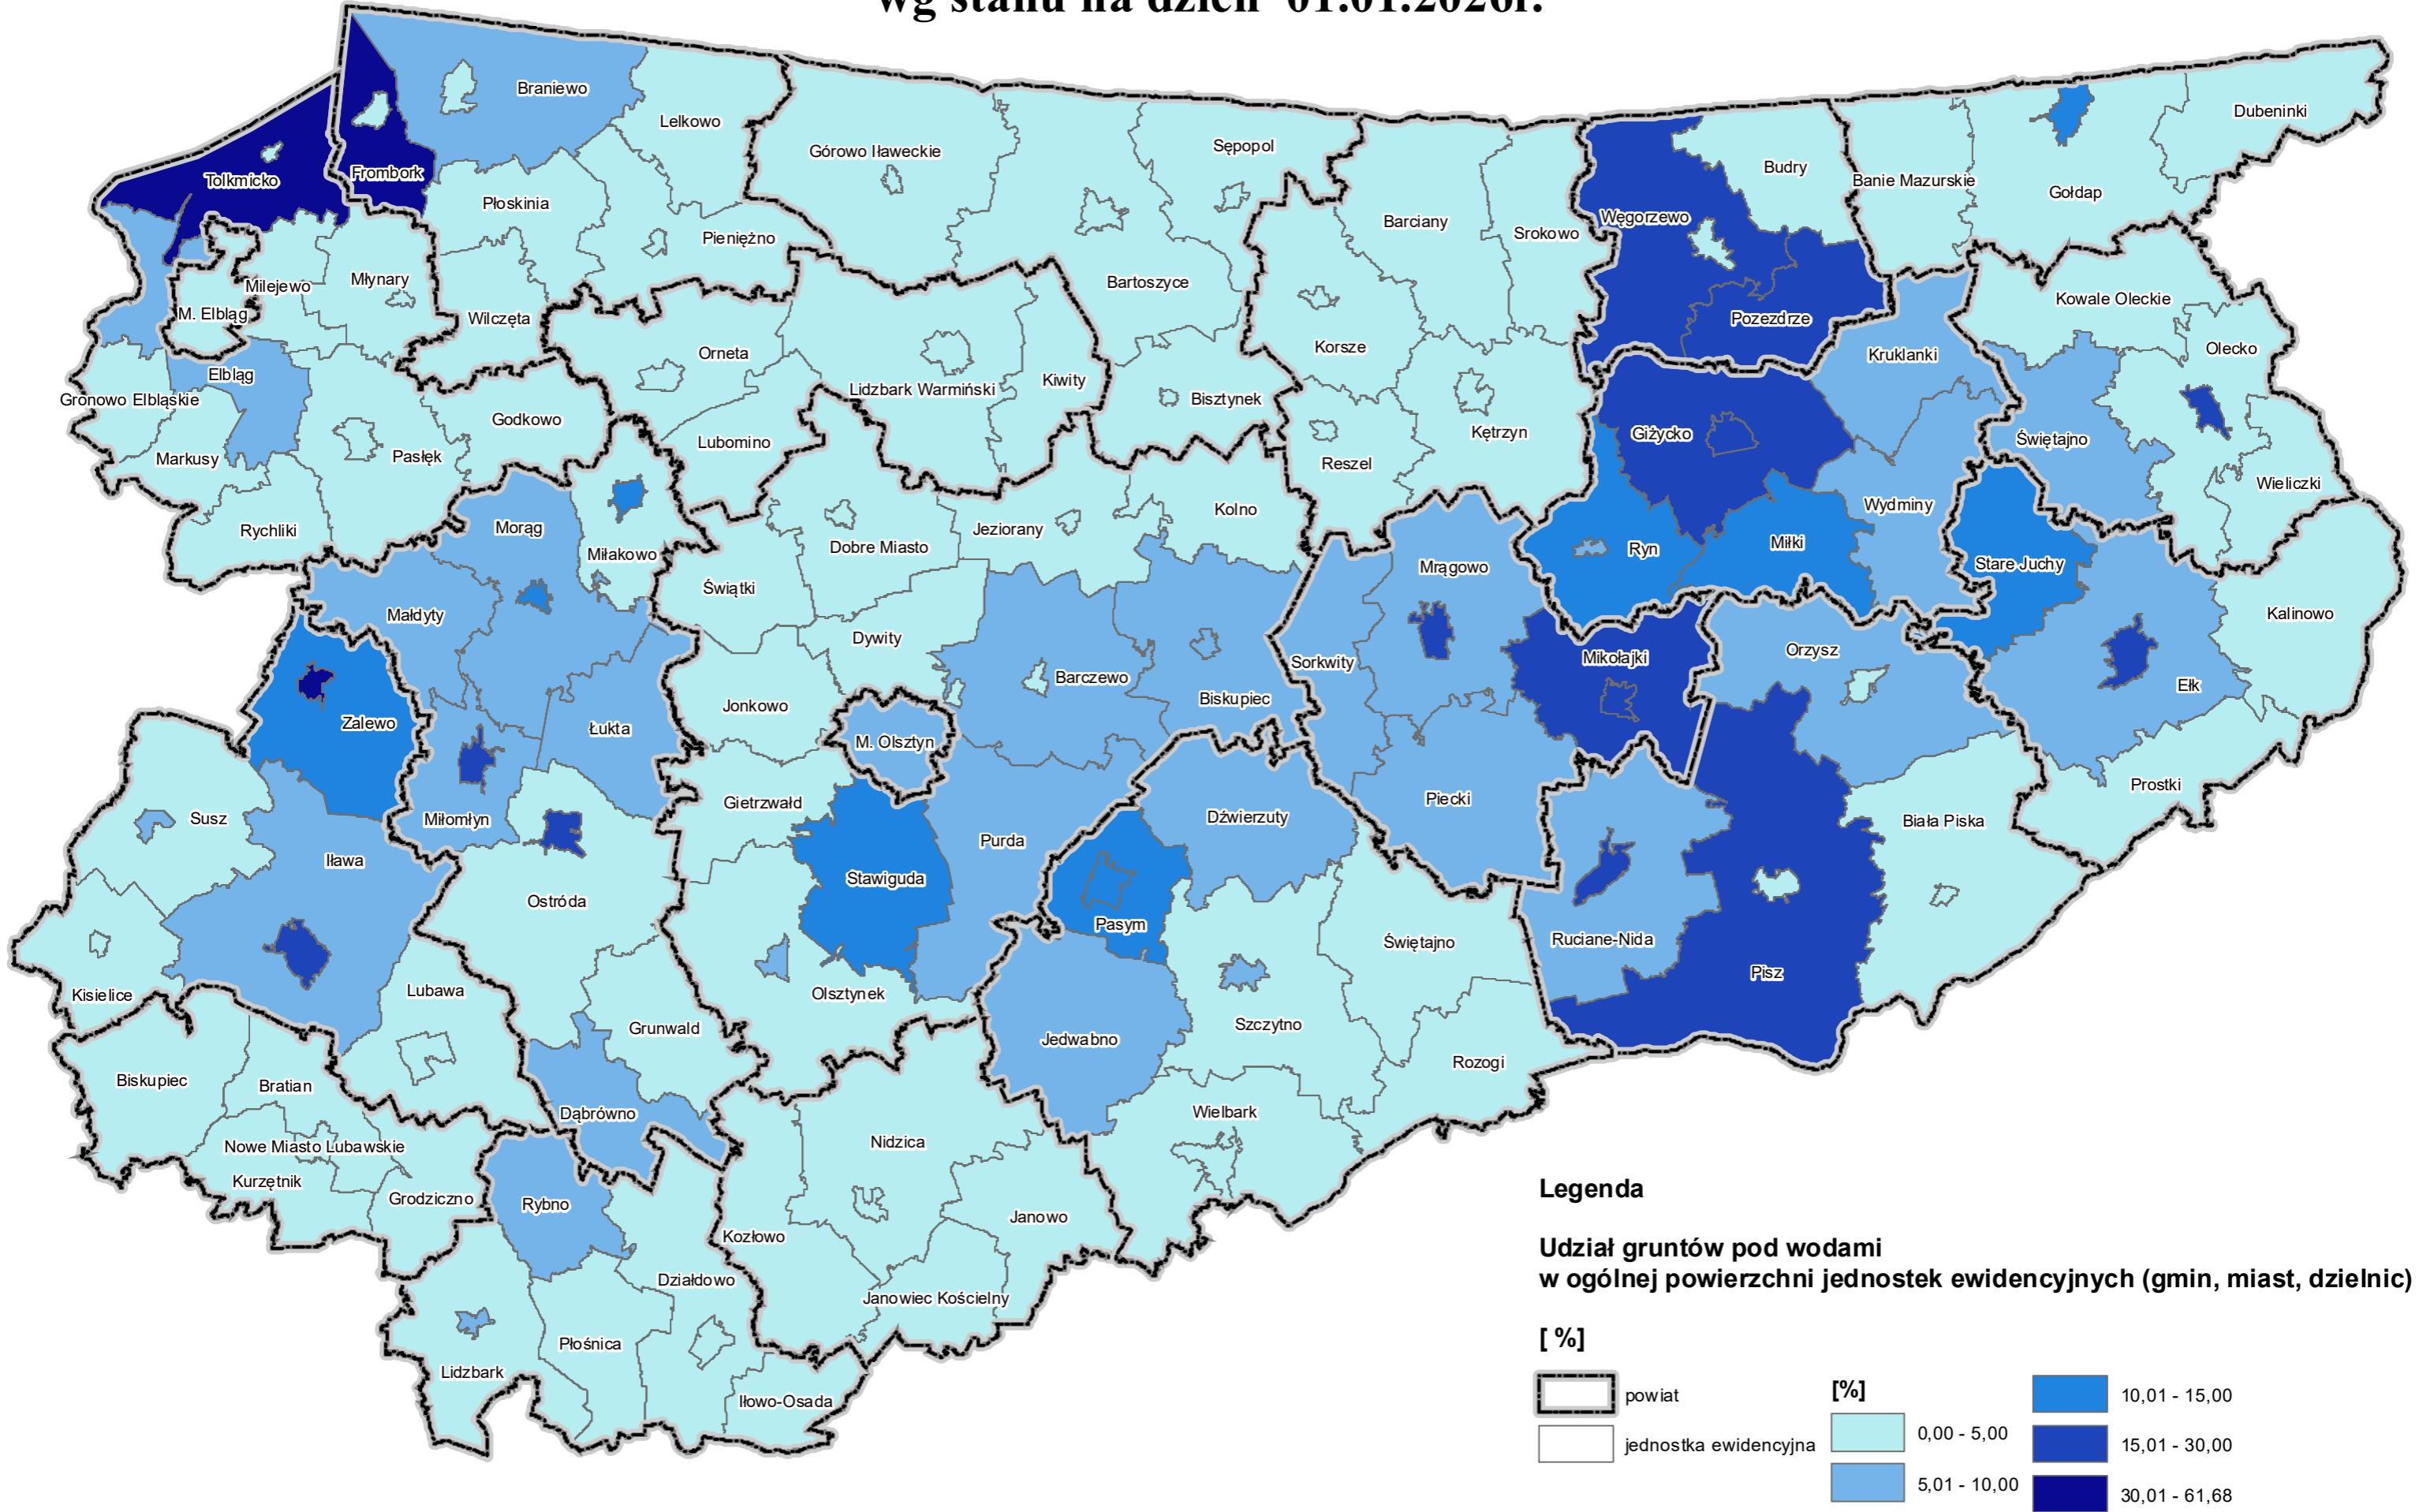 wg stanu na dzień 01.01.2026r.
Braniewo
Lelkowo
Dubeninki
Sępopol
Górowo Iławeckie
Budry
Frombork
Tolkmicko
Banie Mazurskie
Gołdap
Płoskinia
Węgorzewo
Barciany
Srokowo
Pieniężno
Młynary
Milejewo
Bartoszyce
Kowale Oleckie
M. Elbląg
Wilczęta
Pozezdrze
Korsze
Olecko
Orneta
Kruklanki
Elbląg
Kiwity
Lidzbark Warmiński
Gronowo Elbląskie
Bisztynek
Godkowo
Kętrzyn
Giżycko
Świętajno
Lubomino
Pasłęk
Markusy
Reszel
Wieliczki
Wydminy
Kolno
Morąg
Jeziorany
Rychliki
Dobre Miasto
Miłakowo
Ryn
Miłki
Stare Juchy
Mrągowo
Świątki
Małdyty
Kalinowo
Dywity
Orzysz
Mikołajki
Sorkwity
Barczewo
Ełk
Biskupiec
Jonkowo
Zalewo
Łukta
M. Olsztyn
Prostki
Piecki
Gietrzwałd
Dźwierzuty
Susz
Miłomłyn
Biała Piska
Purda
Iława
Stawiguda
Ostróda
Pasym
Ruciane-Nida
Świętajno
Pisz
Lubawa
Olsztynek
Kisielice
Szczytno
Grunwald
Jedwabno
Rozogi
Biskupiec
Bratian
Dąbrówno
Wielbark
Nidzica
Nowe Miasto Lubawskie
Kurzętnik
Grodziczno
Rybno
Janowo
Kozłowo
Działdowo
Janowiec Kościelny
Płośnica
Lidzbark
Iłowo-Osada
Legenda
Udział gruntów pod wodami
w ogólnej powierzchni jednostek ewidencyjnych (gmin, miast, dzielnic)
[ %]
powiat
jednostka ewidencyjna
[%]
0,00 - 5,00
5,01 - 10,00
10,01 - 15,00
15,01 - 30,00
30,01 - 61,68